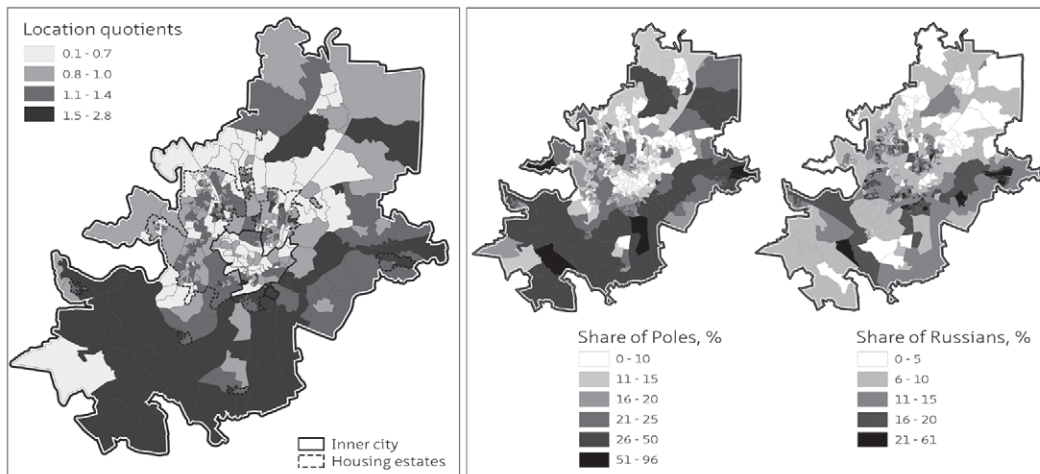 Location quotients
0.1 - 0.7
0.8 - 1.0
1.1 - 1.4
1.5 - 2.8
Inner city
Housing estates
Share of Poles, %
0 - 10
11 - 15
16 - 20
21 - 25
26 - 50
51 - 96
Share of Russians, %
0 - 5
6 - 10
11 - 15
16 - 20
21 - 61